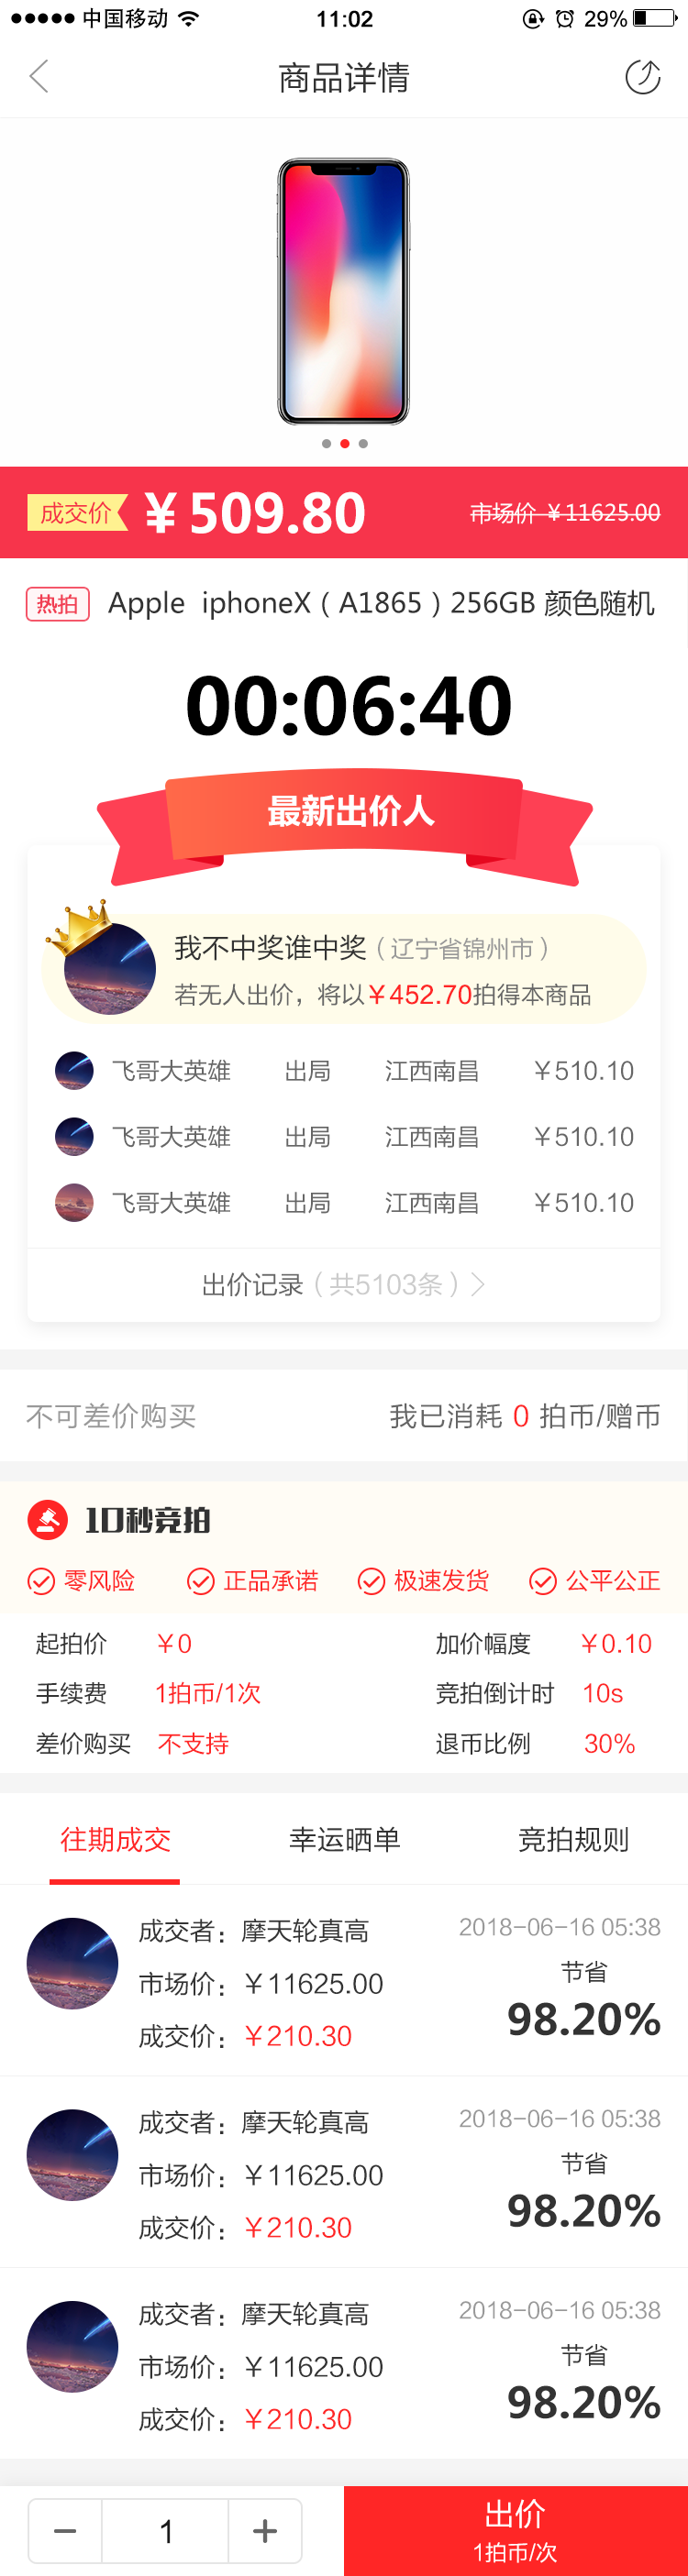 中国移动 11:02 29%
商品详情
成交价 ¥509.80 市场价 ¥11625.00
热拍 Apple iphoneX（A1865）256GB 颜色随机
00:06:40
最新出价人
我不中奖谁中奖（辽宁省锦州市）
若无人出价，将以¥452.70拍得本商品
飞哥大英雄 出局 江西南昌 ¥510.10
飞哥大英雄 出局 江西南昌 ¥510.10
飞哥大英雄 出局 江西南昌 ¥510.10
出价记录（共5103条）
不可差价购买 我已消耗 0 拍币/赠币
10秒竞拍
零风险 正品承诺 极速发货 公平公正
起拍价 ¥0 加价幅度 ¥0.10
手续费 1拍币/1次 竞拍倒计时 10s
差价购买 不支持 退币比例 30%
往期成交 幸运晒单 竞拍规则
成交者：摩天轮真高 2018-06-16 05:38
市场价：¥11625.00 节省
成交价：¥210.30 98.20%
成交者：摩天轮真高 2018-06-16 05:38
市场价：¥11625.00 节省
成交价：¥210.30 98.20%
成交者：摩天轮真高 2018-06-16 05:38
市场价：¥11625.00 节省
成交价：¥210.30 98.20%
− 1 + 出价
1拍币/次